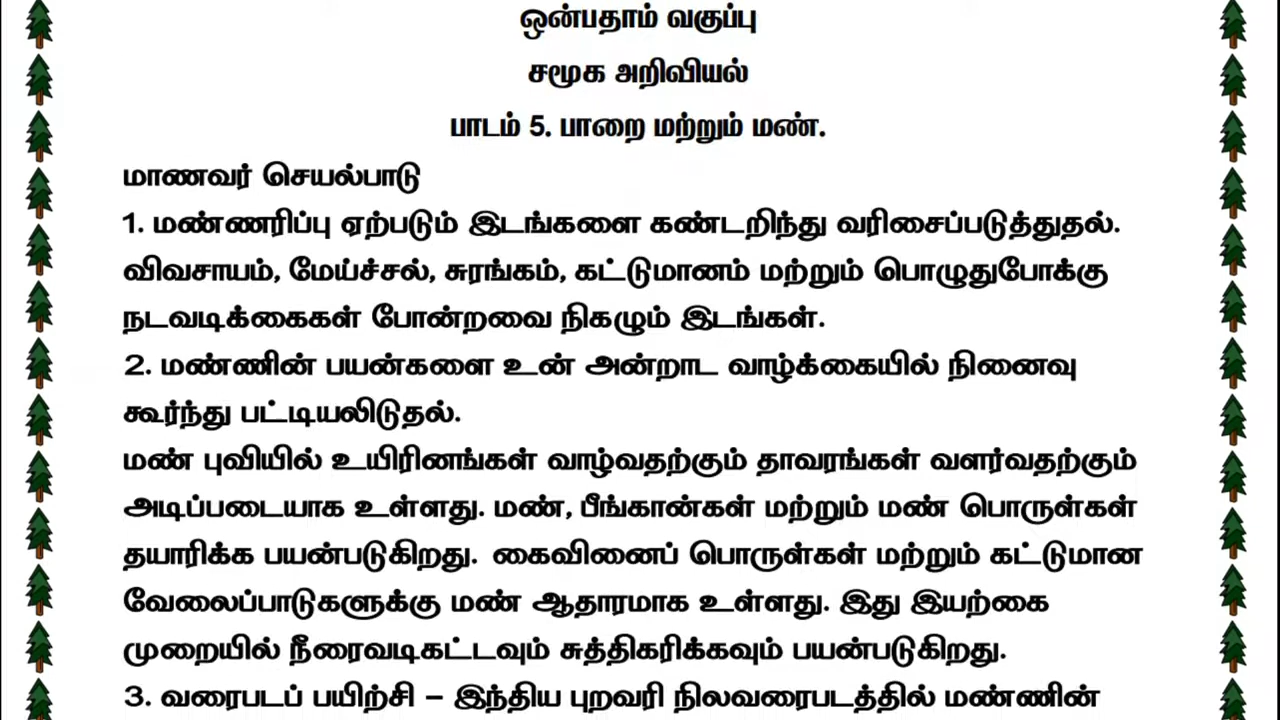 ஒன்பதாம் வகுப்பு
சமூக அறிவியல்
பாடம் 5. பாறை மற்றும் மண்.
மாணவர் செயல்பாடு
1. மண்ணரிப்பு ஏற்படும் இடங்களை கண்டறிந்து வரிசைப்படுத்துதல்.
விவசாயம், மேய்ச்சல், சுரங்கம், கட்டுமானம் மற்றும் பொழுதுபோக்கு
நடவடிக்கைகள் போன்றவை நிகழும் இடங்கள்.
2. மண்ணின் பயன்களை உன் அன்றாட வாழ்க்கையில் நினைவு
கூர்ந்து பட்டியலிடுதல்.
மண் புவியில் உயிரினங்கள் வாழ்வதற்கும் தாவரங்கள் வளர்வதற்கும்
அடிப்படையாக உள்ளது. மண், பீங்கான்கள் மற்றும் மண் பொருள்கள்
தயாரிக்க பயன்படுகிறது. கைவினைப் பொருள்கள் மற்றும் கட்டுமான
வேலைப்பாடுகளுக்கு மண் ஆதாரமாக உள்ளது. இது இயற்கை
முறையில் நீரைவடிகட்டவும் சுத்திகரிக்கவும் பயன்படுகிறது.
3. வரைபடப் பயிற்சி – இந்திய புறவரி நிலவரைபடத்தில் மண்ணின்